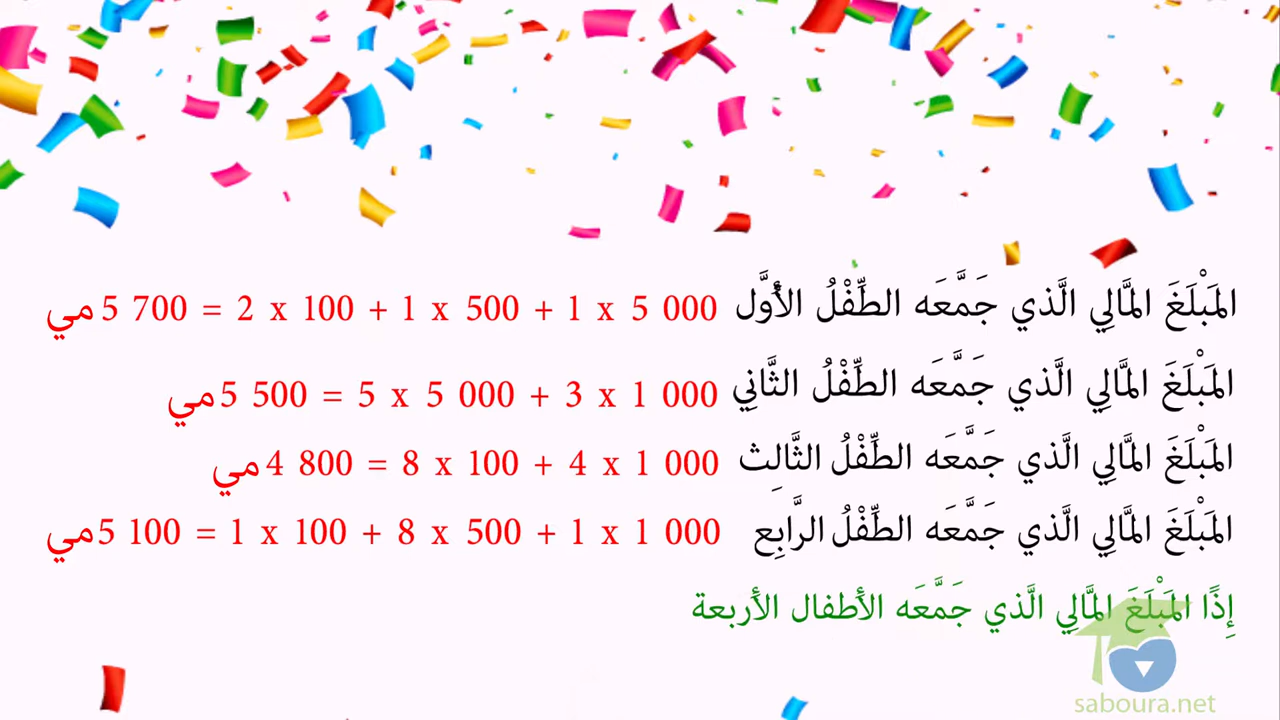 المَبْلَغَ المَّالِي الَّذي جَمَّعَه الطِّفْلُ الأَوَّل 5 000 x 1 + 500 x 1 + 100 x 2 = 5 700 مي
المَبْلَغَ المَّالِي الَّذي جَمَّعَه الطِّفْلُ الثَّانِي 1 000 x 3 + 5 000 x 5 = 5 500 مي
المَبْلَغَ المَّالِي الَّذي جَمَّعَه الطِّفْلُ الثَّالِث 1 000 x 4 + 100 x 8 = 4 800 مي
المَبْلَغَ المَّالِي الَّذي جَمَّعَه الطِّفْلُ الرَّابِع 1 000 x 1 + 500 x 8 + 100 x 1 = 5 100 مي
إِذًا المَبْلَغَ المَّالِي الَّذي جَمَّعَه الأطفال الأربعة
saboura.net